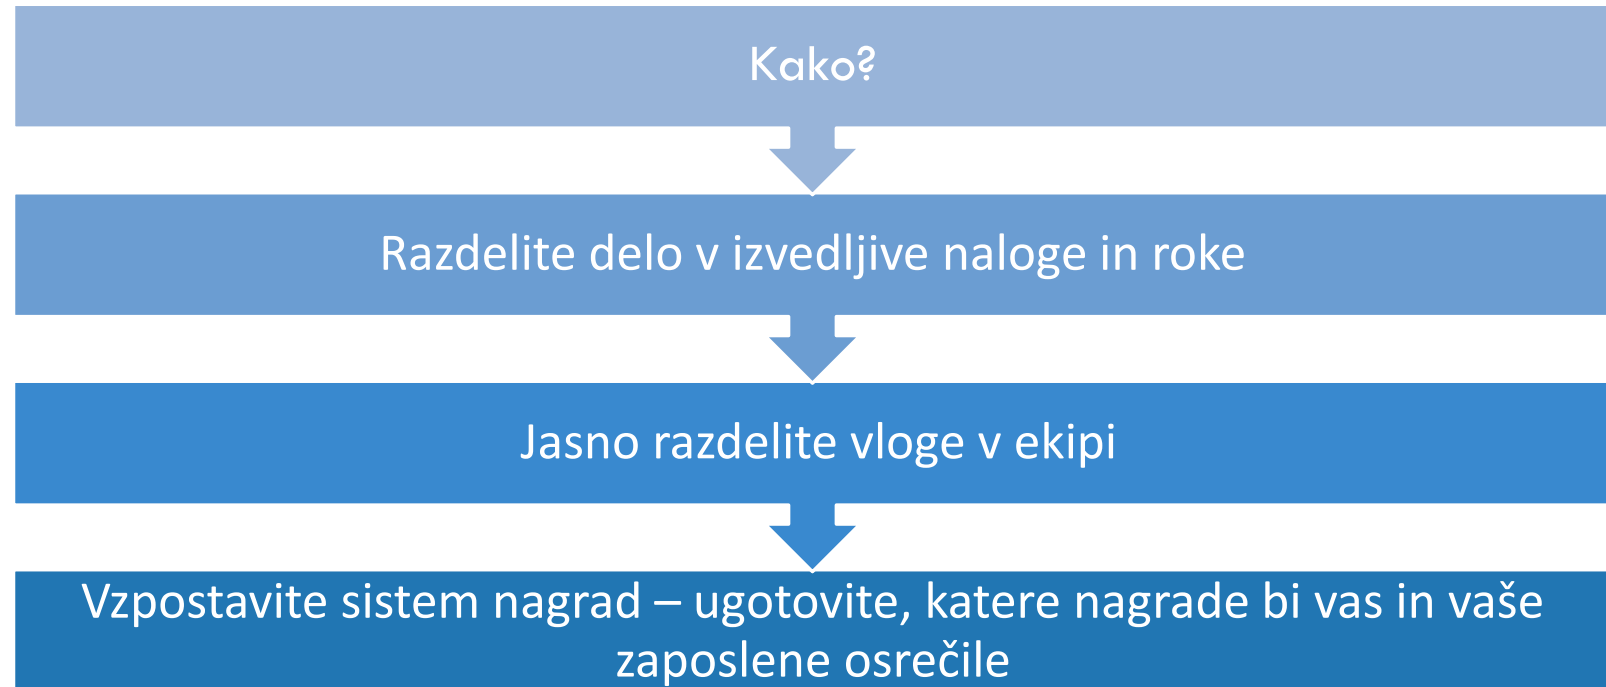 Kako?
Razdelite delo v izvedljive naloge in roke
Jasno razdelite vloge v ekipi
Vzpostavite sistem nagrad – ugotovite, katere nagrade bi vas in vaše
zaposlene osrečile